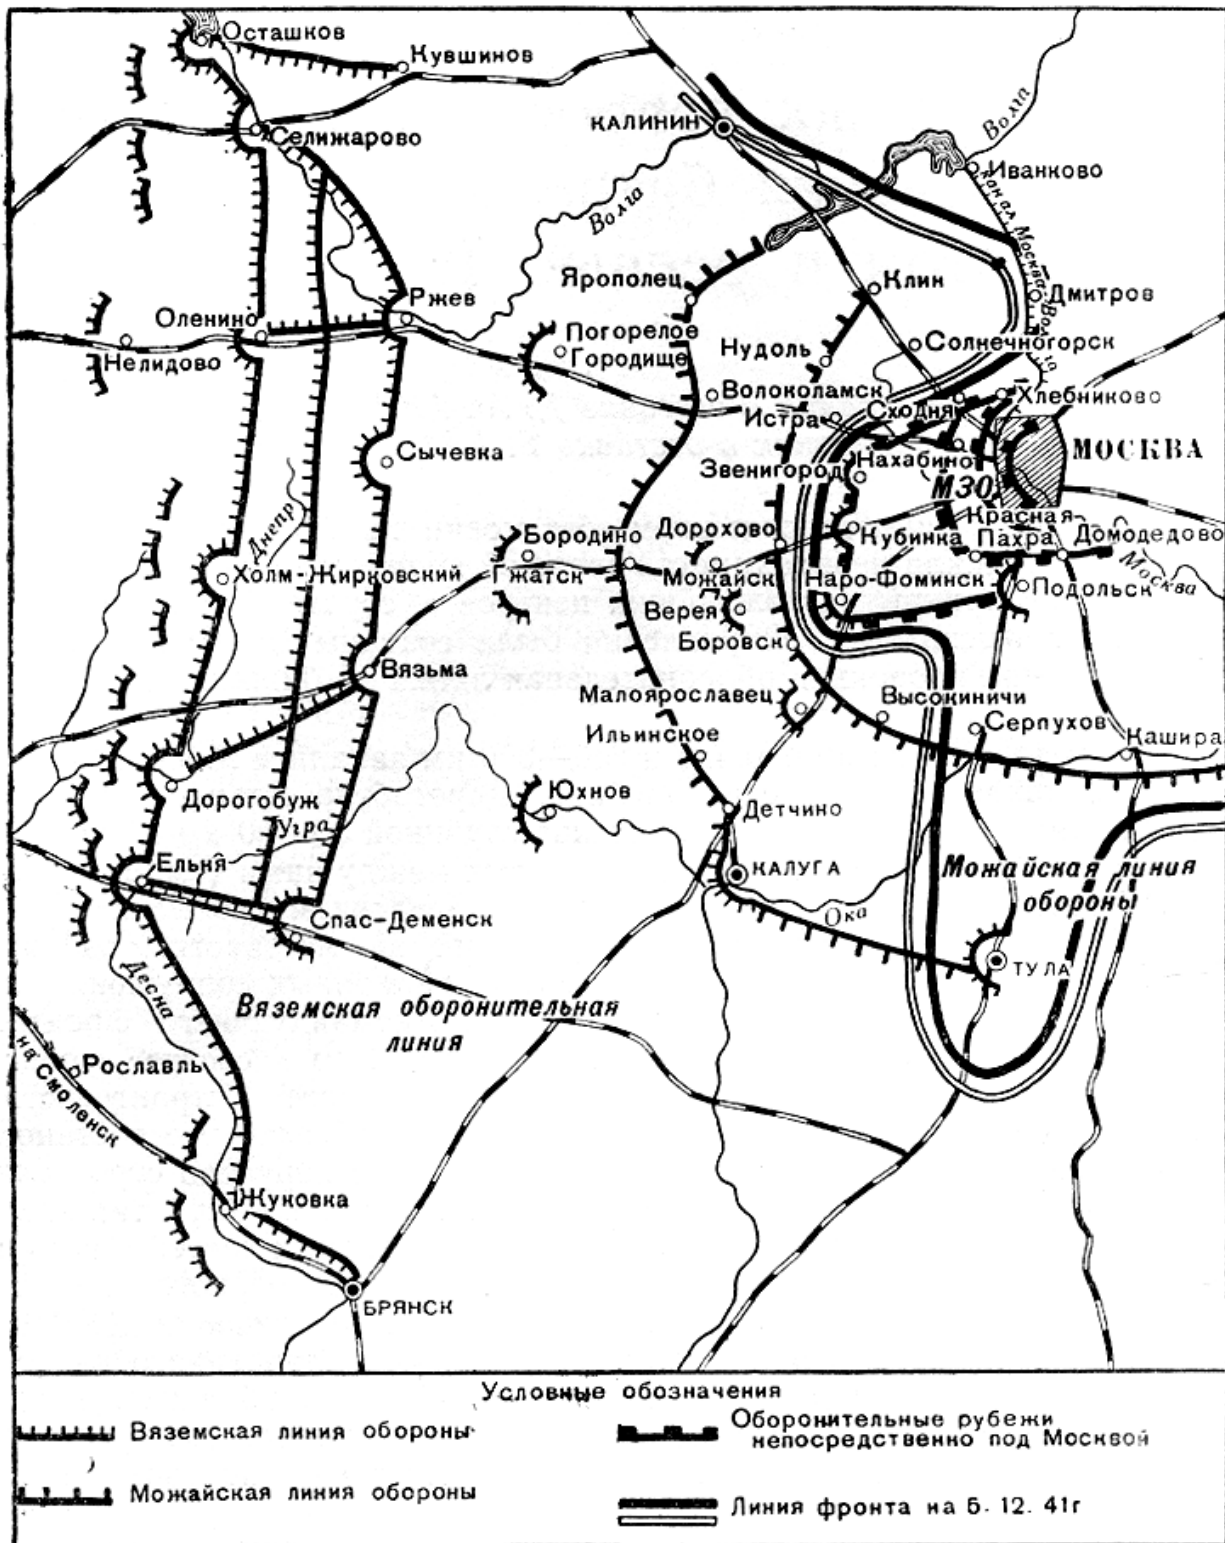 Осташков
Кувшинов
Селижарово
КАЛИНИН
Волга
Иванково
канал Москва-Волга
Волга
Ярополец
Клин
Дмитров
Ржев
Оленино
Нелидово
Погорелое
Городище
Нудоль
Солнечногорск
Волоколамск
Хлебниково
Истра
Сходня
МОСКВА
Сычевка
Звенигород
Нахабино
МЗО
Днепр
Бородино
Дорохово
Кубинка
Красная
Пахра
Домодедово
Холм-Жирковский
Гжатск
Можайск
Наро-Фоминск
Подольск
Москва
Верея
Боровск
Вязьма
Малоярославец
Высокиничи
Ильинское
Серпухов
Кашира
Дорогобуж
Юхнов
Детчино
Угра
Ельня
КАЛУГА
Можайская линия
обороны
Спас-Деменск
Ока
ТУЛА
Десна
Вяземская оборонительная
линия
Рославль
на Смоленск
Жуковка
БРЯНСК
Условные обозначения
Вяземская линия обороны
Можайская линия обороны
Оборонительные рубежи
непосредственно под Москвой
Линия фронта на 5. 12. 41г